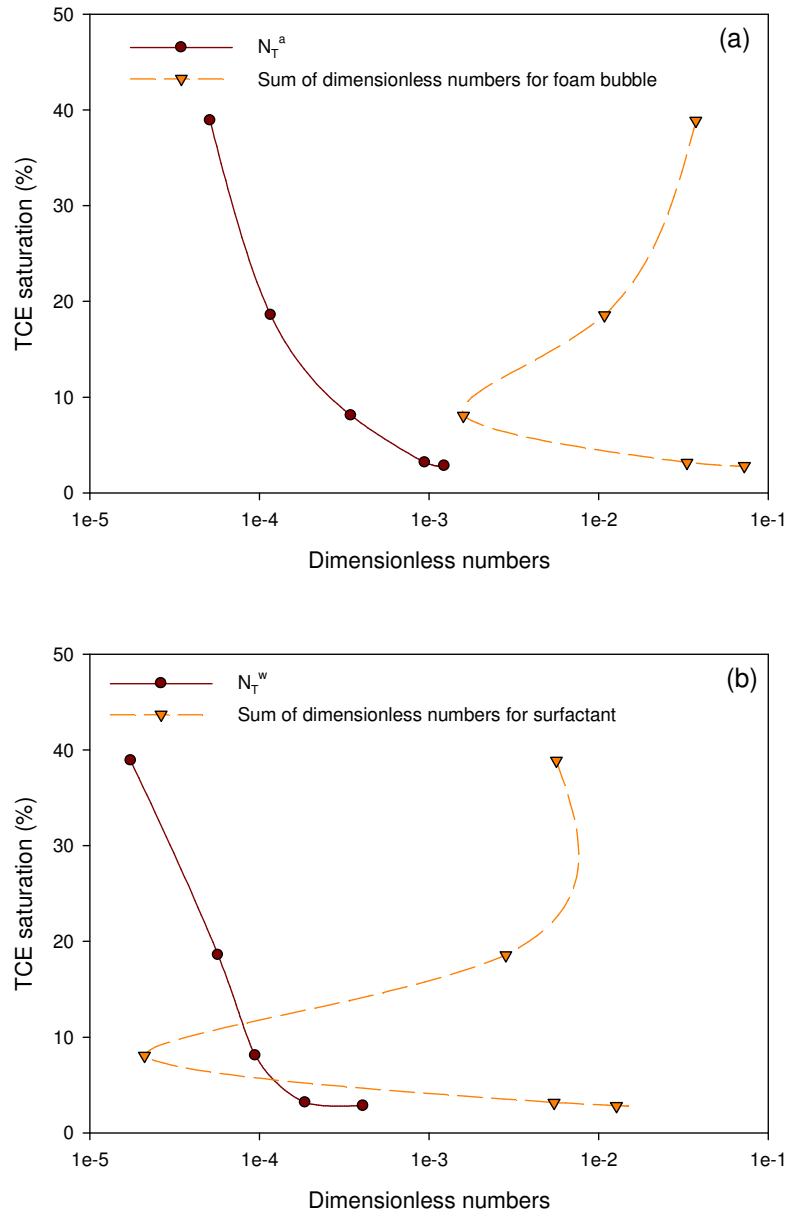 50
(a)
N_T^a
Sum of dimensionless numbers for foam bubble
40
30
20
10
0
TCE saturation (%)
1e-5 1e-4 1e-3 1e-2 1e-1
Dimensionless numbers
50
(b)
N_T^w
Sum of dimensionless numbers for surfactant
40
30
20
10
0
TCE saturation (%)
1e-5 1e-4 1e-3 1e-2 1e-1
Dimensionless numbers